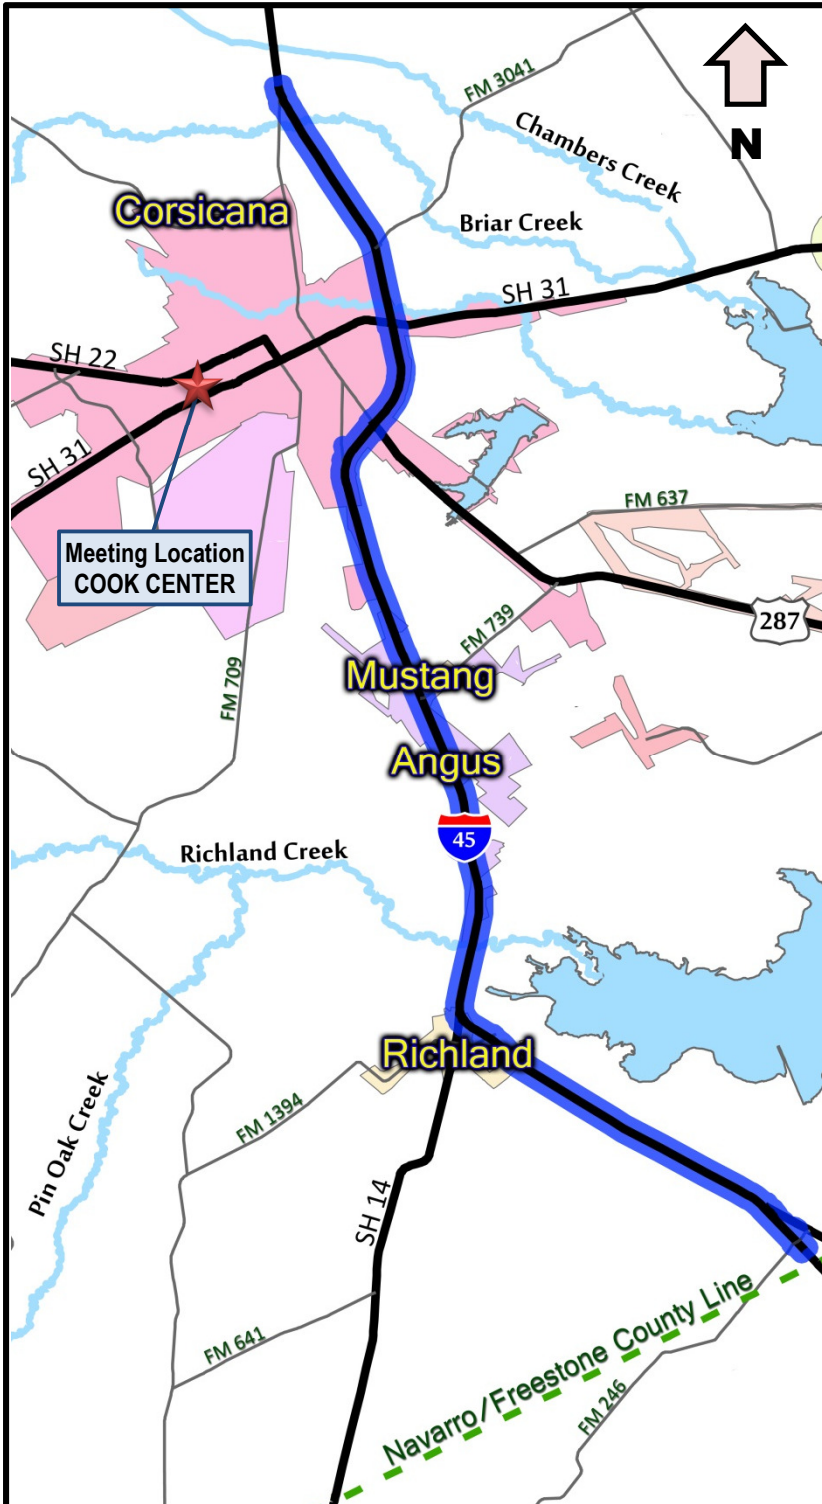 FM 3041
N
Chambers Creek
Corsicana
Briar Creek
SH 31
SH 22
SH 31
FM 637
Meeting Location
COOK CENTER
287
FM 739
FM 709
Mustang
Angus
45
Richland Creek
Richland
Pin Oak Creek
FM 1394
SH 14
FM 641
Navarro/Freestone County Line
FM 246